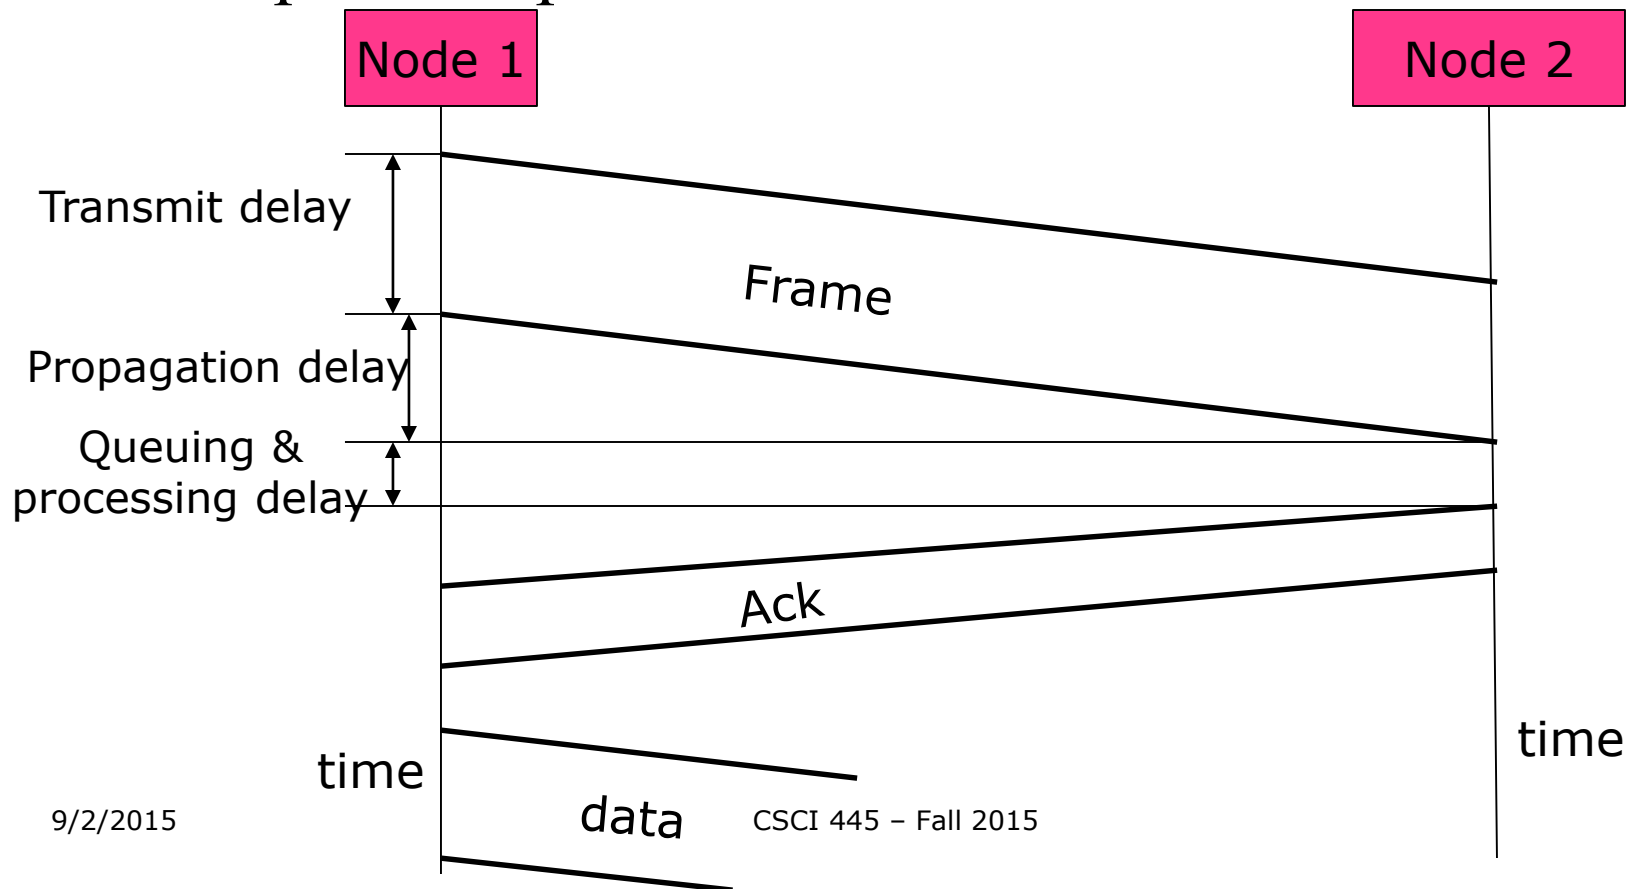 Node 1
Node 2
Transmit delay
Frame
Propagation delay
Queuing &
processing delay
Ack
time
time
data
9/2/2015
CSCI 445 – Fall 2015